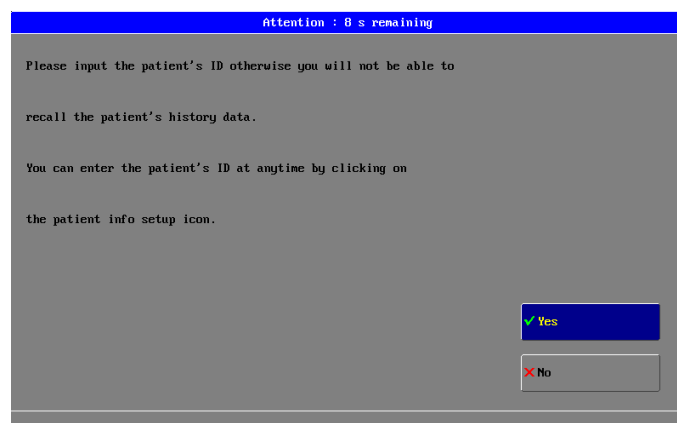 Attention : 8 s remaining
Please input the patient's ID otherwise you will not be able to
recall the patient's history data.
You can enter the patient's ID at anytime by clicking on
the patient info setup icon.
Yes
No